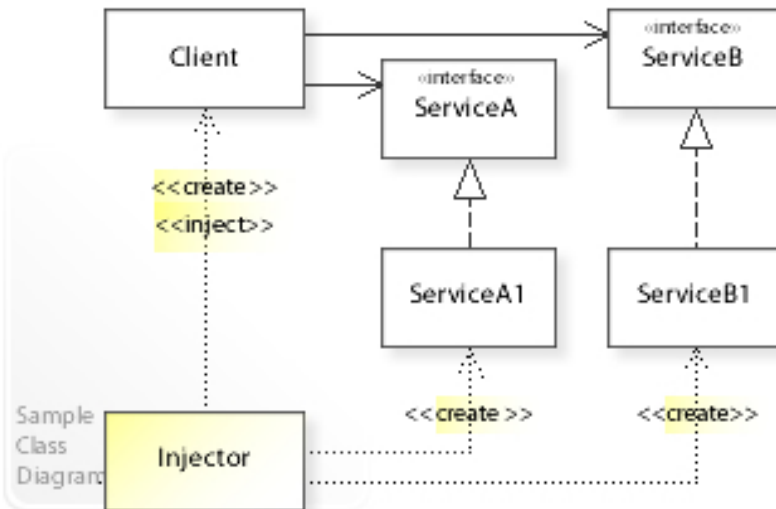 Client
«interface»
ServiceA
«interface»
ServiceB
<<create>>
<<inject>>
ServiceA1
ServiceB1
<<create >>
<<create>>
Sample
Class
Diagram
Injector